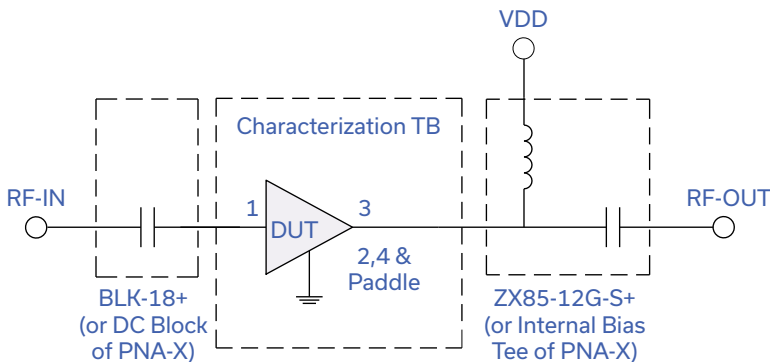 VDD
Characterization TB
RF-IN
1
3
RF-OUT
DUT
2,4 &
Paddle
BLK-18+
(or DC Block
of PNA-X)
ZX85-12G-S+
(or Internal Bias
Tee of PNA-X)